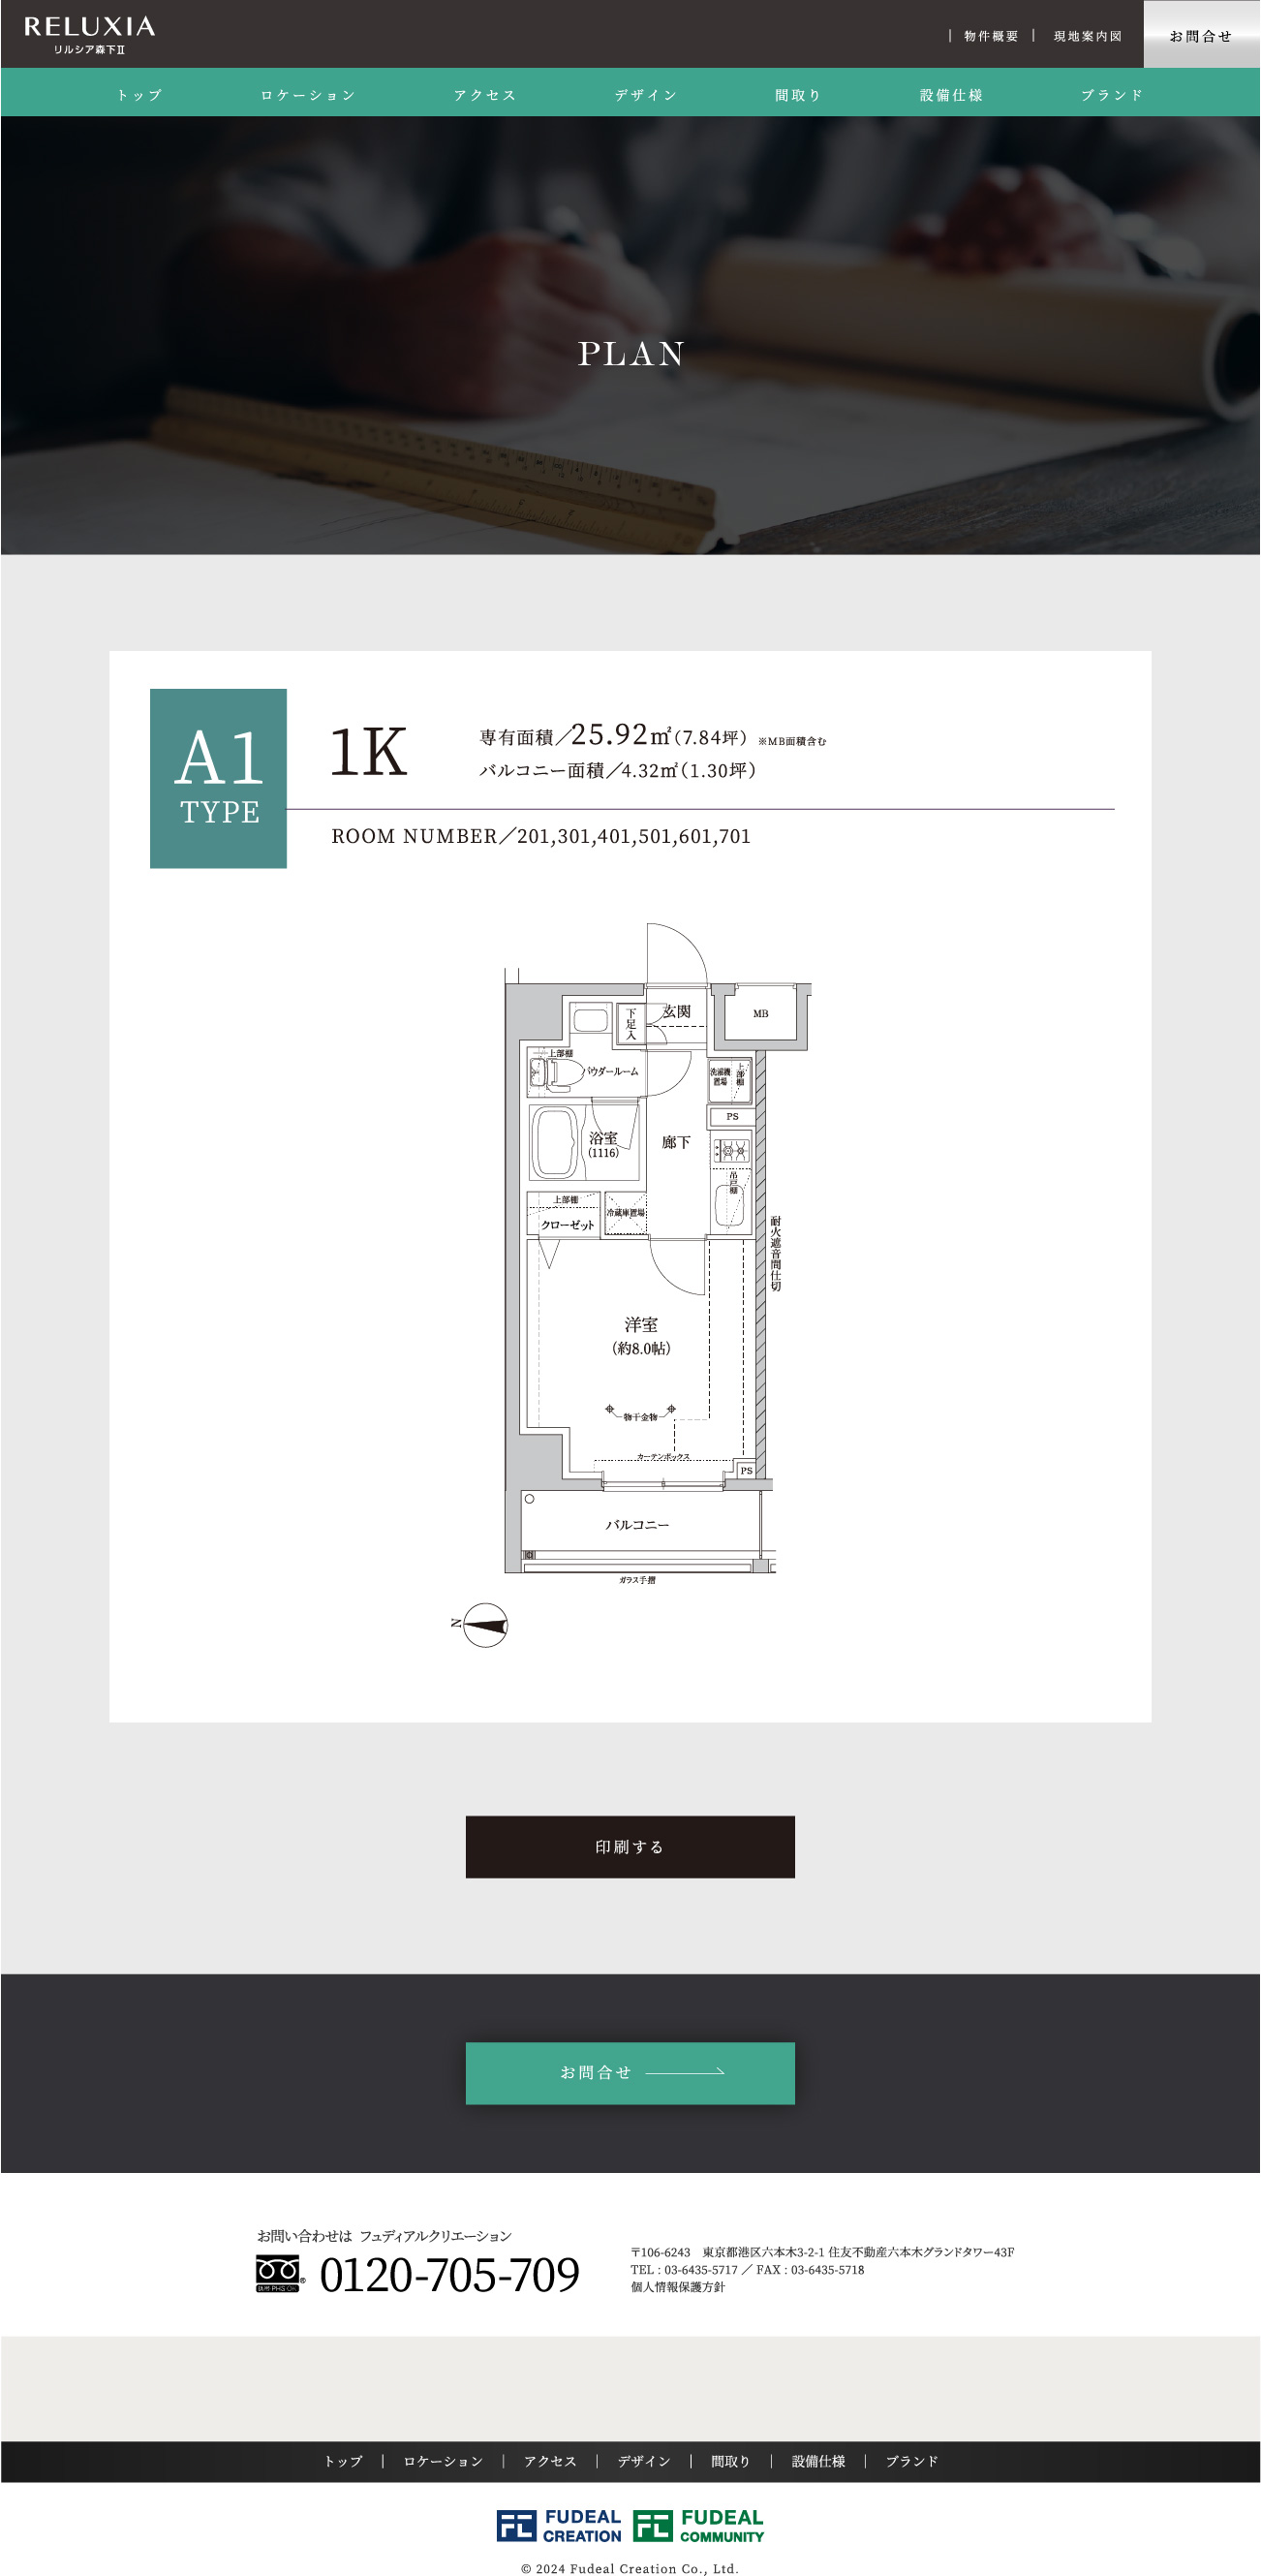 RELUXIA
リルシア森下Ⅱ
物件概要
現地案内図
お問合せ
トップ
ロケーション
アクセス
デザイン
間取り
設備仕様
ブランド
PLAN
A1
TYPE
1K
専有面積／25.92㎡（7.84坪） ※MB面積含む
バルコニー面積／4.32㎡（1.30坪）
ROOM NUMBER／201,301,401,501,601,701
玄関
下足入
MB
上部棚
パウダールーム
洗濯機置場
上部棚
PS
浴室
(1116)
廊下
吊戸棚
上部棚
クローゼット
冷蔵庫置場
耐火遮音間仕切
洋室
（約8.0帖）
物干金物
カーテンボックス
PS
バルコニー
ガラス手摺
N
印刷する
お問合せ
お問い合わせは フュディアルクリエーション
0120-705-709
携帯・PHS OK
〒106-6243　東京都港区六本木3-2-1 住友不動産六本木グランドタワー43F
TEL : 03-6435-5717 ／ FAX : 03-6435-5718
個人情報保護方針
トップ ｜ ロケーション ｜ アクセス ｜ デザイン ｜ 間取り ｜ 設備仕様 ｜ ブランド
FUDEAL CREATION
FUDEAL COMMUNITY
© 2024 Fudeal Creation Co., Ltd.